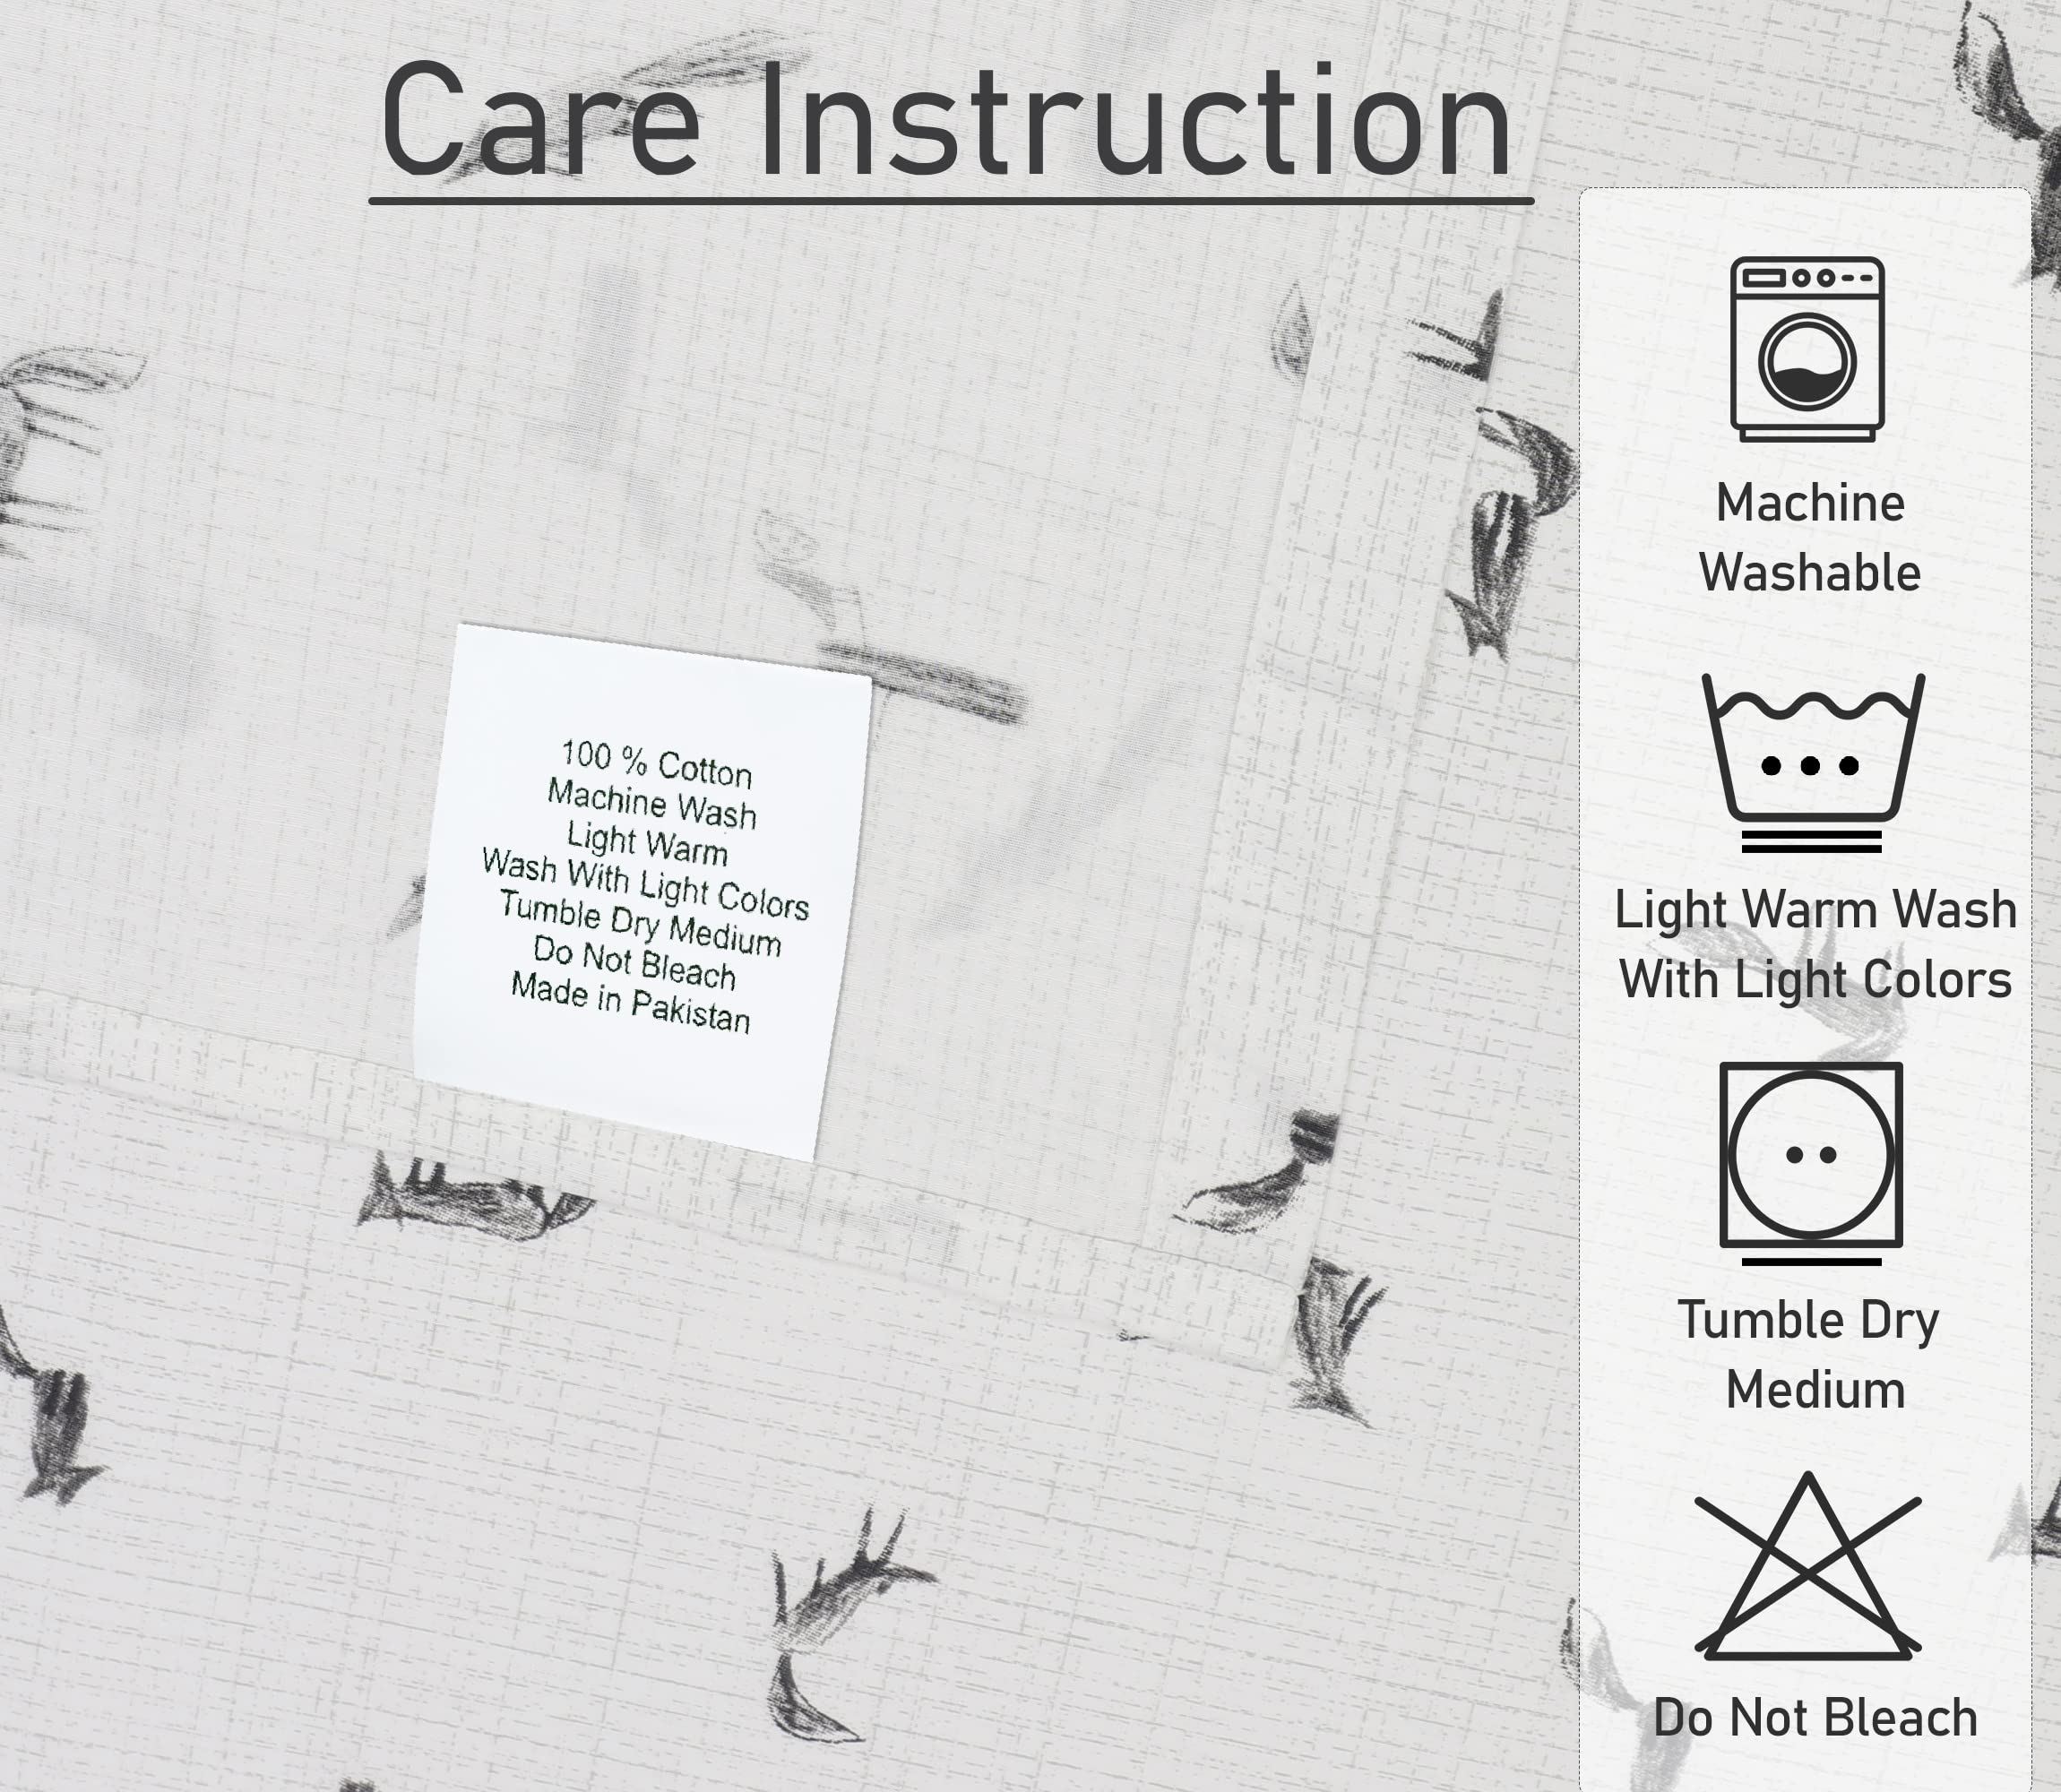 Care Instruction
100 % Cotton
Machine Wash
Light Warm
Wash With Light Colors
Tumble Dry Medium
Do Not Bleach
Made in Pakistan
Machine
Washable
Light Warm Wash
With Light Colors
Tumble Dry
Medium
Do Not Bleach